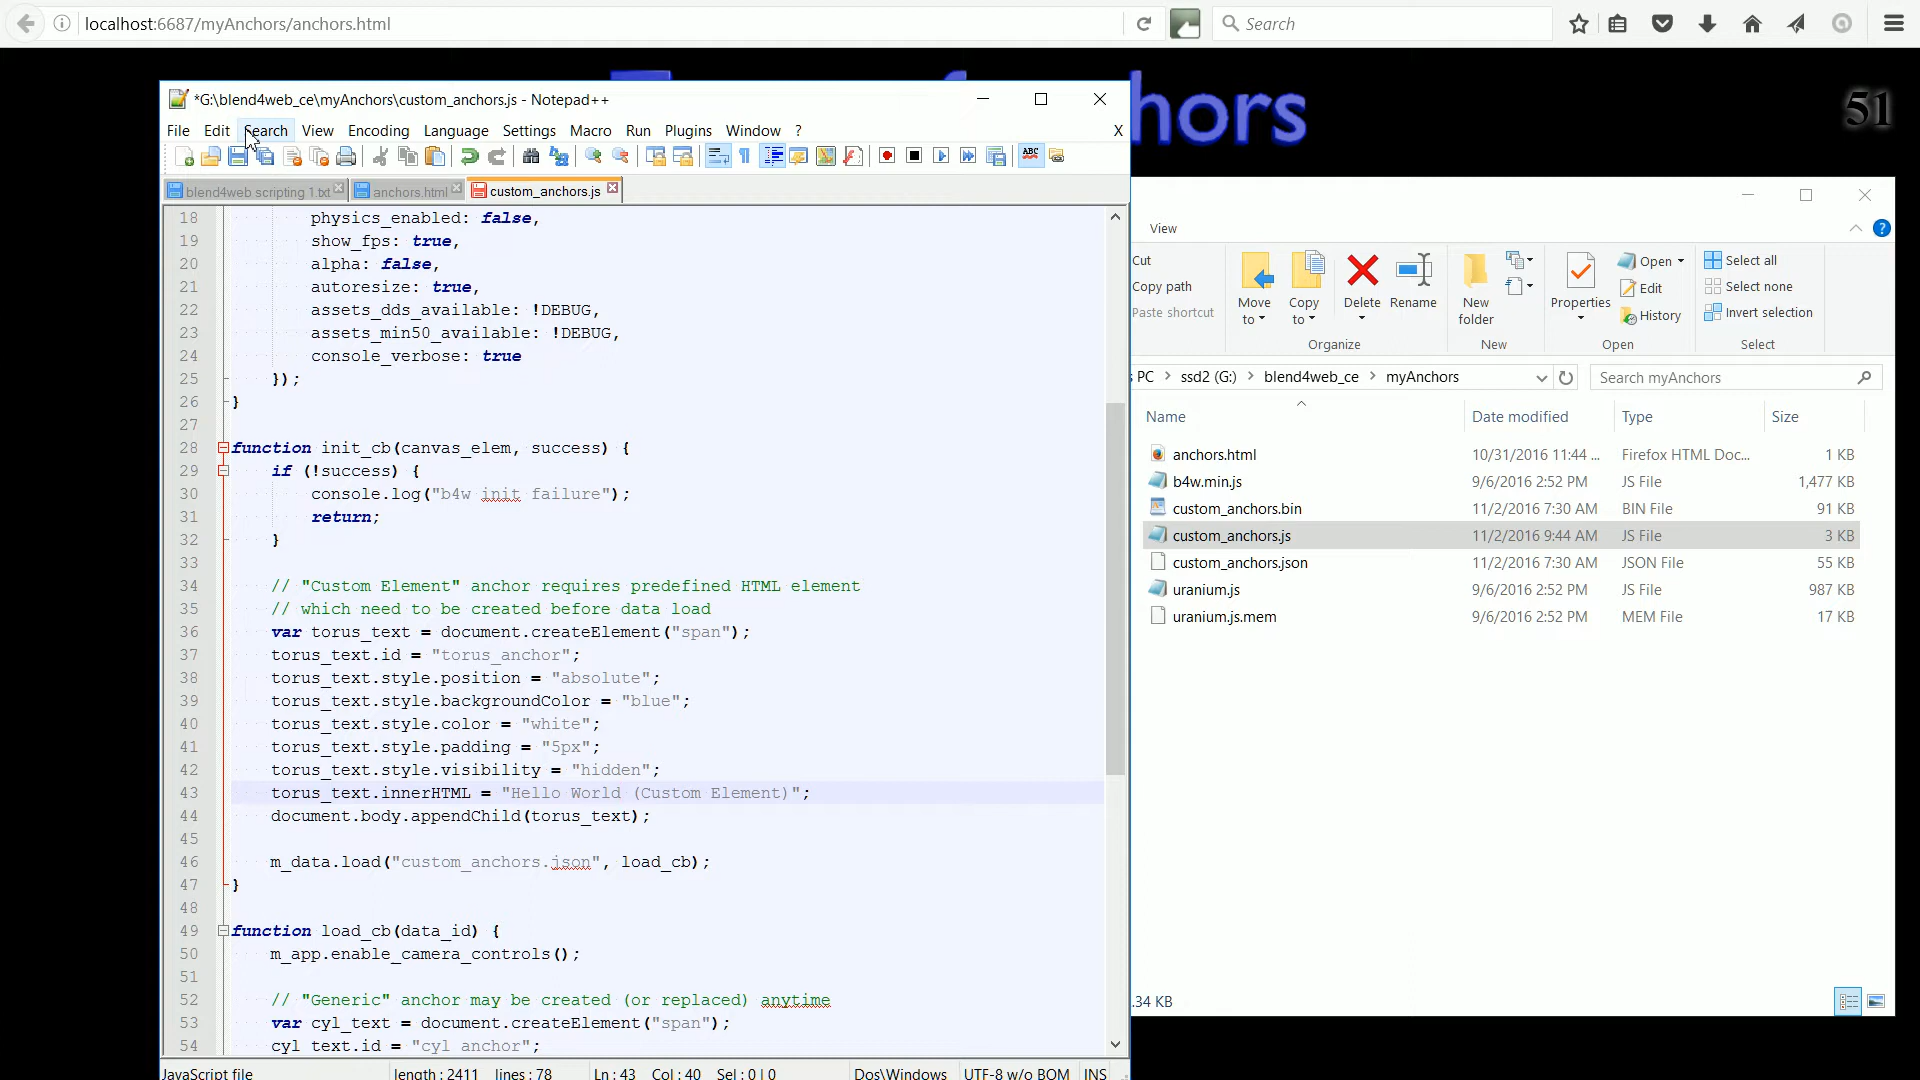 localhost:6687/myAnchors/anchors.html
Search
51
hors
*G:\blend4web_ce\myAnchors\custom_anchors.js - Notepad++
File Edit Search View Encoding Language Settings Macro Run Plugins Window ? X
ABC
blend4web scripting 1.txt anchors.html custom_anchors.js
18 physics_enabled: false,
19 show_fps: true,
20 alpha: false,
21 autoresize: true,
22 assets_dds_available: !DEBUG,
23 assets_min50_available: !DEBUG,
24 console_verbose: true
25 });
26 }
27
28 function init_cb(canvas_elem, success) {
29 if (!success) {
30 console.log("b4w init failure");
31 return;
32 }
33
34 // "Custom Element" anchor requires predefined HTML element
35 // which need to be created before data load
36 var torus_text = document.createElement("span");
37 torus_text.id = "torus_anchor";
38 torus_text.style.position = "absolute";
39 torus_text.style.backgroundColor = "blue";
40 torus_text.style.color = "white";
41 torus_text.style.padding = "5px";
42 torus_text.style.visibility = "hidden";
43 torus_text.innerHTML = "Hello World (Custom Element)";
44 document.body.appendChild(torus_text);
45
46 m_data.load("custom_anchors.json", load_cb);
47 }
48
49 function load_cb(data_id) {
50 m_app.enable_camera_controls();
51
52 // "Generic" anchor may be created (or replaced) anytime
53 var cyl_text = document.createElement("span");
54 cyl_text.id = "cyl_anchor";
JavaScript file length : 2411 lines : 78 Ln : 43 Col : 40 Sel : 0 | 0 Dos\Windows UTF-8 w/o BOM INS
View
Cut
Copy path
Paste shortcut
Move to
Copy to
Delete
Rename
Organize
New folder
New
Properties
Open
Edit
History
Open
Select all
Select none
Invert selection
Select
PC > ssd2 (G:) > blend4web_ce > myAnchors
Search myAnchors
Name Date modified Type Size
anchors.html 10/31/2016 11:44 ... Firefox HTML Doc... 1 KB
b4w.min.js 9/6/2016 2:52 PM JS File 1,477 KB
custom_anchors.bin 11/2/2016 7:30 AM BIN File 91 KB
custom_anchors.js 11/2/2016 9:44 AM JS File 3 KB
custom_anchors.json 11/2/2016 7:30 AM JSON File 55 KB
uranium.js 9/6/2016 2:52 PM JS File 987 KB
uranium.js.mem 9/6/2016 2:52 PM MEM File 17 KB
.34 KB